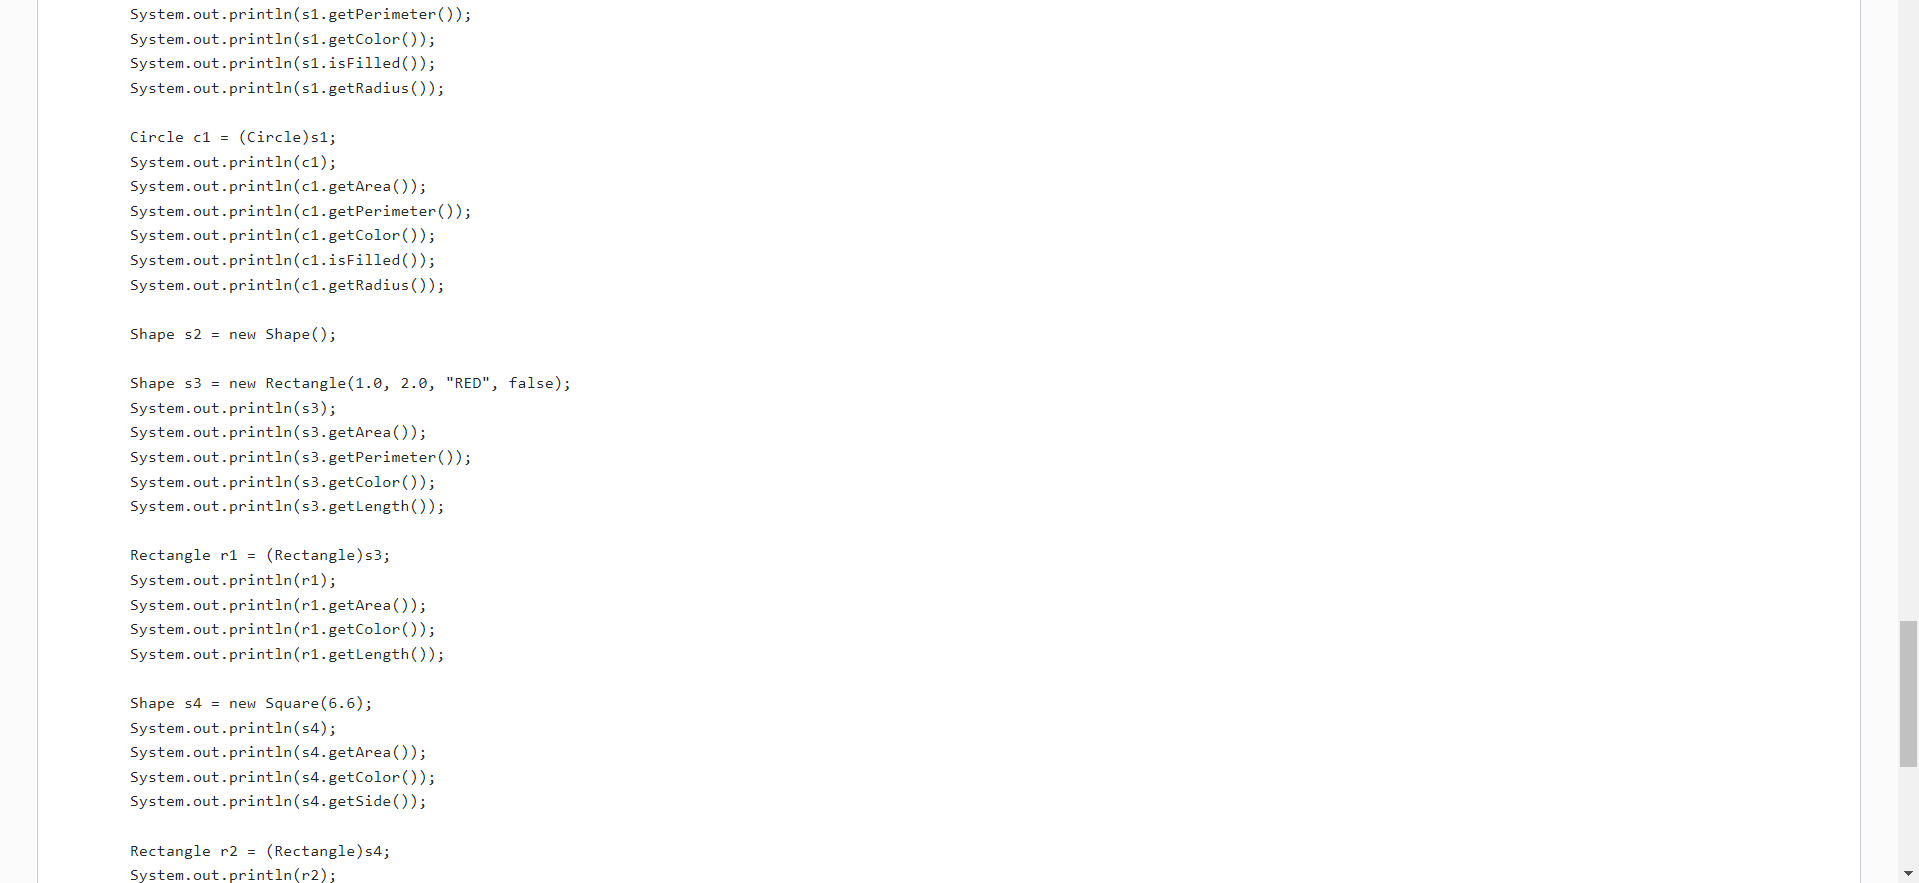 System.out.println(s1.getPerimeter());
System.out.println(s1.getColor());
System.out.println(s1.isFilled());
System.out.println(s1.getRadius());
Circle c1 = (Circle)s1;
System.out.println(c1);
System.out.println(c1.getArea());
System.out.println(c1.getPerimeter());
System.out.println(c1.getColor());
System.out.println(c1.isFilled());
System.out.println(c1.getRadius());
Shape s2 = new Shape();
Shape s3 = new Rectangle(1.0, 2.0, "RED", false);
System.out.println(s3);
System.out.println(s3.getArea());
System.out.println(s3.getPerimeter());
System.out.println(s3.getColor());
System.out.println(s3.getLength());
Rectangle r1 = (Rectangle)s3;
System.out.println(r1);
System.out.println(r1.getArea());
System.out.println(r1.getColor());
System.out.println(r1.getLength());
Shape s4 = new Square(6.6);
System.out.println(s4);
System.out.println(s4.getArea());
System.out.println(s4.getColor());
System.out.println(s4.getSide());
Rectangle r2 = (Rectangle)s4;
System.out.println(r2);